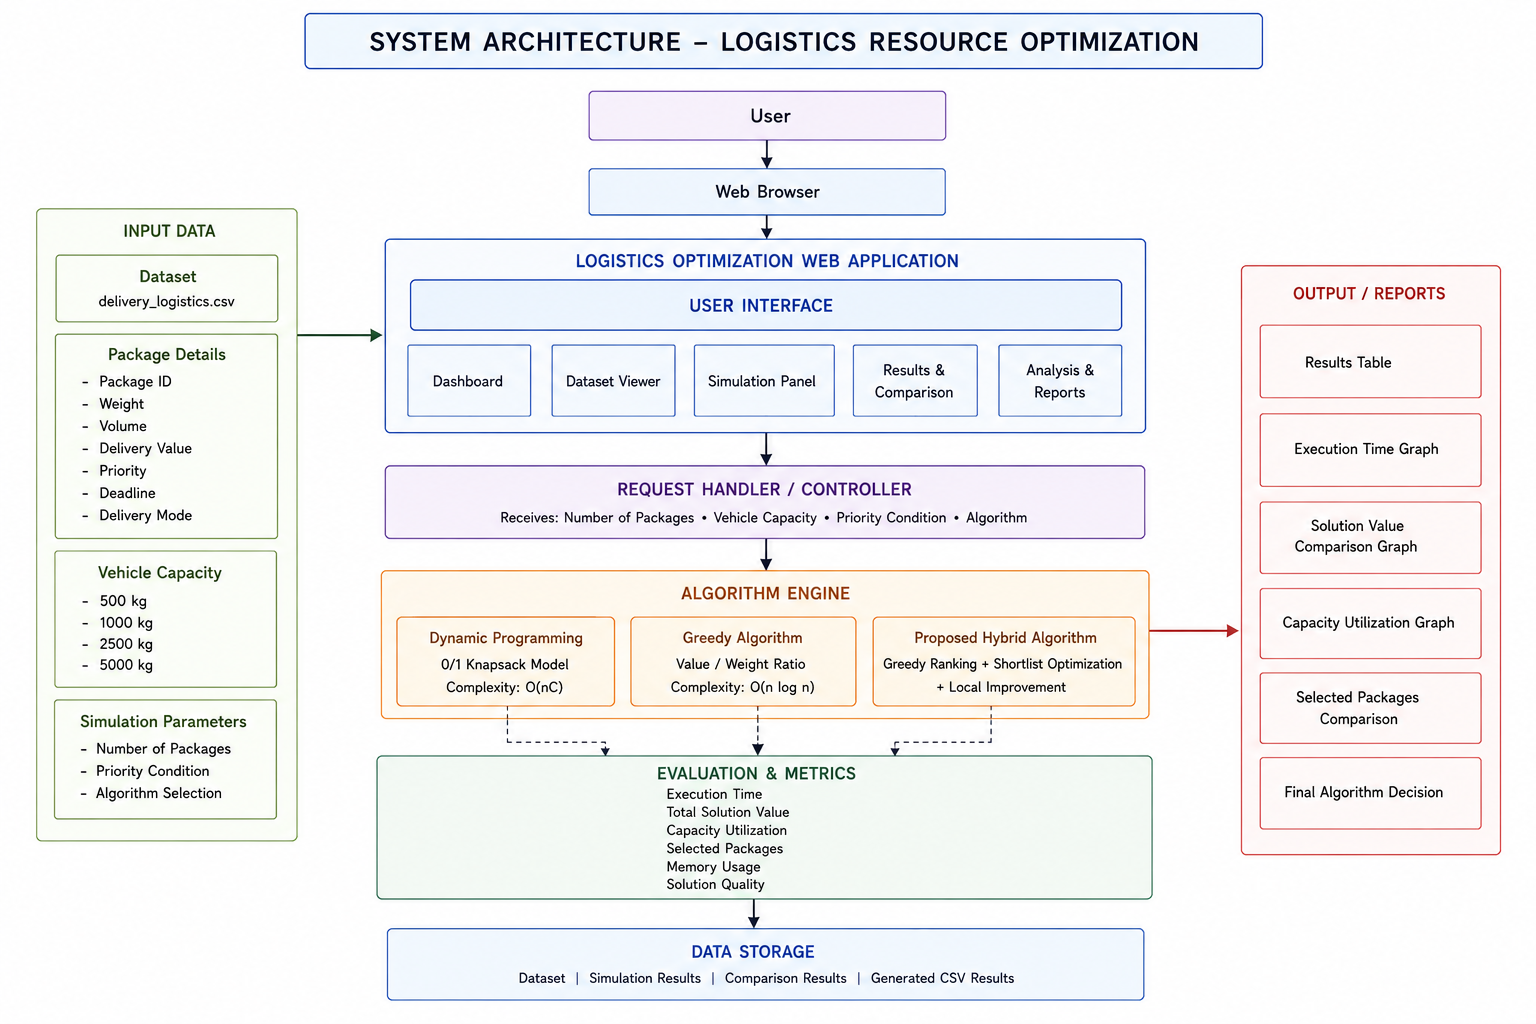 SYSTEM ARCHITECTURE – LOGISTICS RESOURCE OPTIMIZATION
User
Web Browser
INPUT DATA
Dataset
delivery_logistics.csv
Package Details
- Package ID
- Weight
- Volume
- Delivery Value
- Priority
- Deadline
- Delivery Mode
Vehicle Capacity
- 500 kg
- 1000 kg
- 2500 kg
- 5000 kg
Simulation Parameters
- Number of Packages
- Priority Condition
- Algorithm Selection
LOGISTICS OPTIMIZATION WEB APPLICATION
USER INTERFACE
Dashboard
Dataset Viewer
Simulation Panel
Results &
Comparison
Analysis &
Reports
REQUEST HANDLER / CONTROLLER
Receives: Number of Packages • Vehicle Capacity • Priority Condition • Algorithm
ALGORITHM ENGINE
Dynamic Programming
0/1 Knapsack Model
Complexity: O(nC)
Greedy Algorithm
Value / Weight Ratio
Complexity: O(n log n)
Proposed Hybrid Algorithm
Greedy Ranking + Shortlist Optimization
+ Local Improvement
EVALUATION & METRICS
Execution Time
Total Solution Value
Capacity Utilization
Selected Packages
Memory Usage
Solution Quality
DATA STORAGE
Dataset | Simulation Results | Comparison Results | Generated CSV Results
OUTPUT / REPORTS
Results Table
Execution Time Graph
Solution Value
Comparison Graph
Capacity Utilization Graph
Selected Packages
Comparison
Final Algorithm Decision